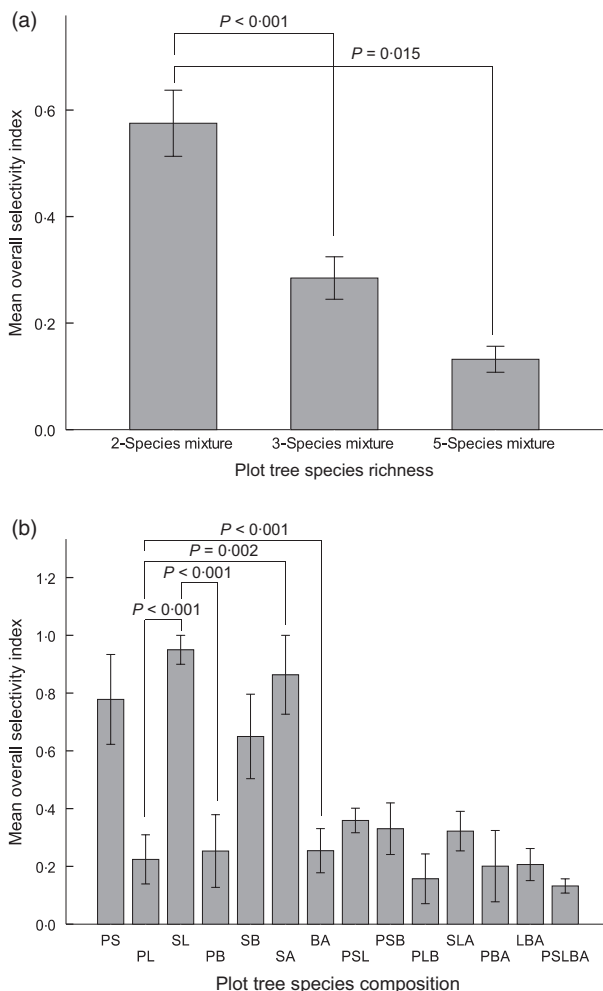 (a)
P < 0·001
P = 0·015
0·6
0·4
0·2
0.0
Mean overall selectivity index
2-Species mixture 3-Species mixture 5-Species mixture
Plot tree species richness
(b)
P < 0·001
P = 0·002
P < 0·001
P < 0·001
1·2
1·0
0·8
0·6
0·4
0·2
0·0
Mean overall selectivity index
PS SL SB BA PSB SLA LBA
PL PB SA PSL PLB PBA PSLBA
Plot tree species composition